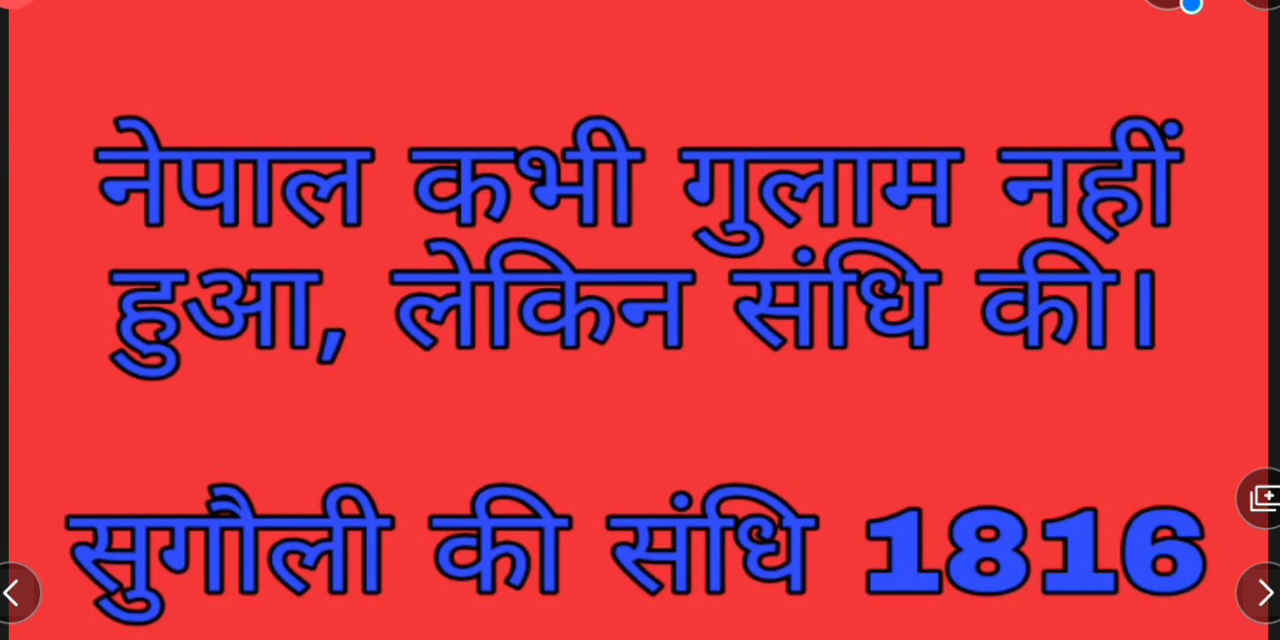 नेपाल कभी गुलाम नहीं
हुआ, लेकिन संधि की।
सुगौली की संधि 1816